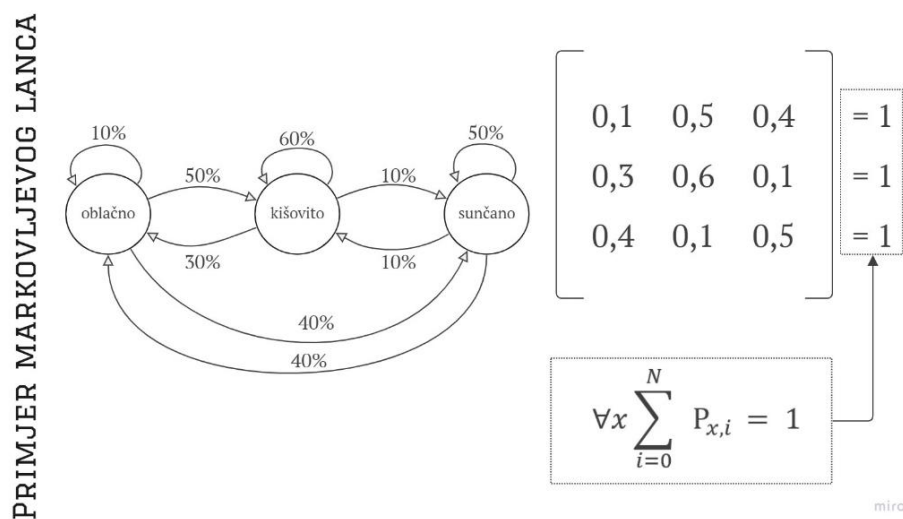 PRIMJER MARKOVLJEVOG LANCA
10%
60%
50%
50%
10%
oblačno
kišovito
sunčano
30%
10%
40%
40%
0,1 0,5 0,4 = 1
0,3 0,6 0,1 = 1
0,4 0,1 0,5 = 1
∀x ∑_{i=0}^{N} P_{x,i} = 1
miro